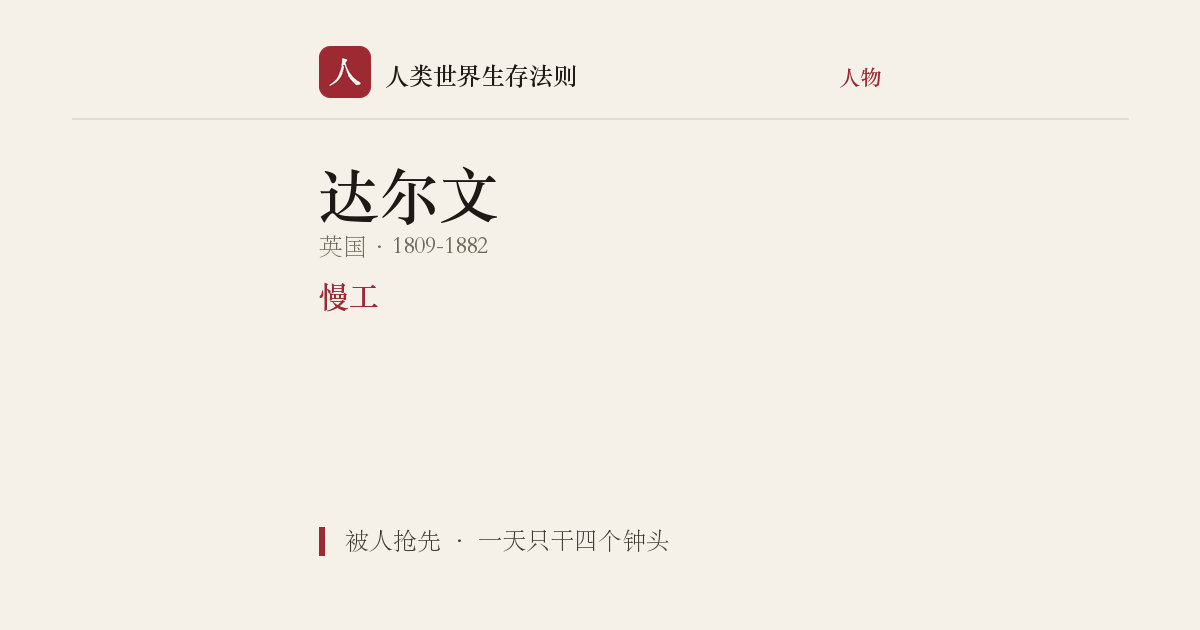 人 人类世界生存法则 人物
达尔文
英国 · 1809-1882
慢工
被人抢先 · 一天只干四个钟头